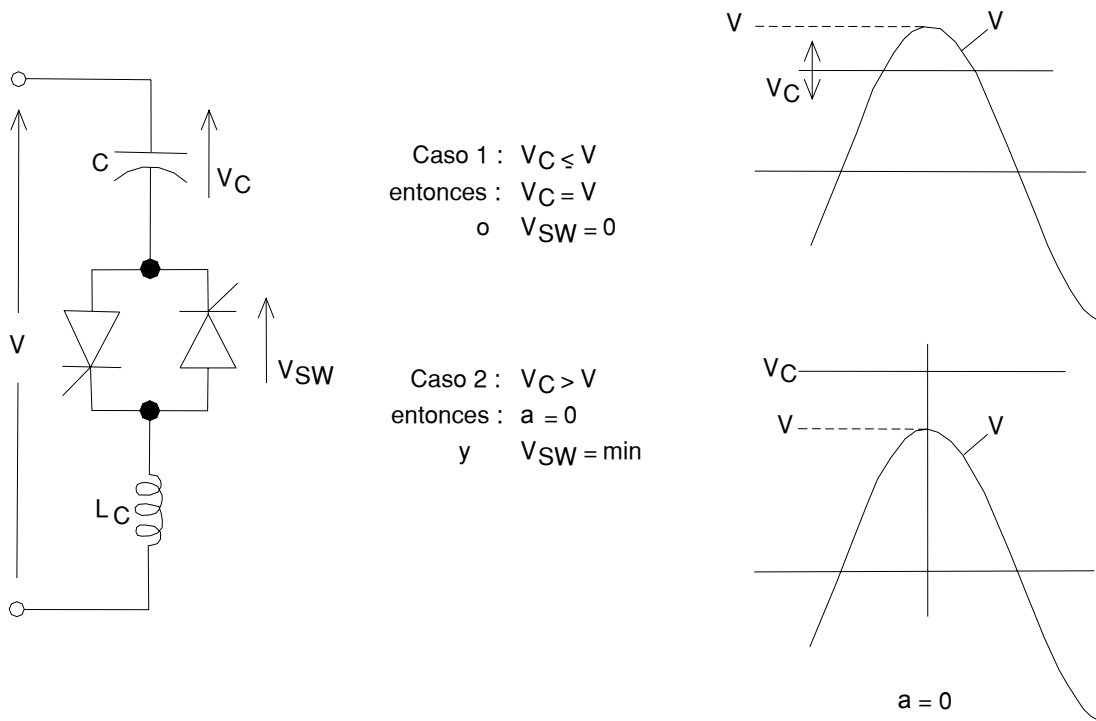 V
C
V_C
V_SW
L_C
Caso 1 : V_C ≤ V
entonces : V_C = V
o V_SW = 0
Caso 2 : V_C > V
entonces : a = 0
y V_SW = min
V
V
V_C
V_C
V
V
a = 0